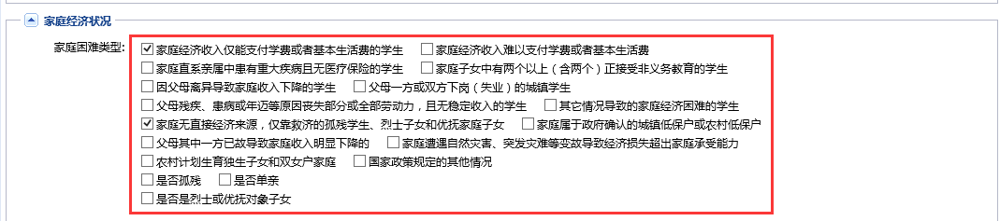 家庭经济状况
家庭困难类型: 家庭经济收入仅能支付学费或者基本生活费的学生 家庭经济收入难以支付学费或者基本生活费
家庭直系亲属中患有重大疾病且无医疗保险的学生 家庭子女中有两个以上（含两个）正接受非义务教育的学生
因父母离异导致家庭收入下降的学生 父母一方或双方下岗（失业）的城镇学生
父母残疾、患病或年迈等原因丧失部分或全部劳动力，且无稳定收入的学生 其它情况导致的家庭经济困难的学生
家庭无直接经济来源，仅靠救济的孤残学生、烈士子女和优抚家庭子女 家庭属于政府确认的城镇低保户或农村低保户
父母其中一方已故导致家庭收入明显下降的 家庭遭遇自然灾害、突发灾难等变故导致经济损失超出家庭承受能力
农村计划生育独生子女和双女户家庭 国家政策规定的其他情况
是否孤残 是否单亲
是否是烈士或优抚对象子女